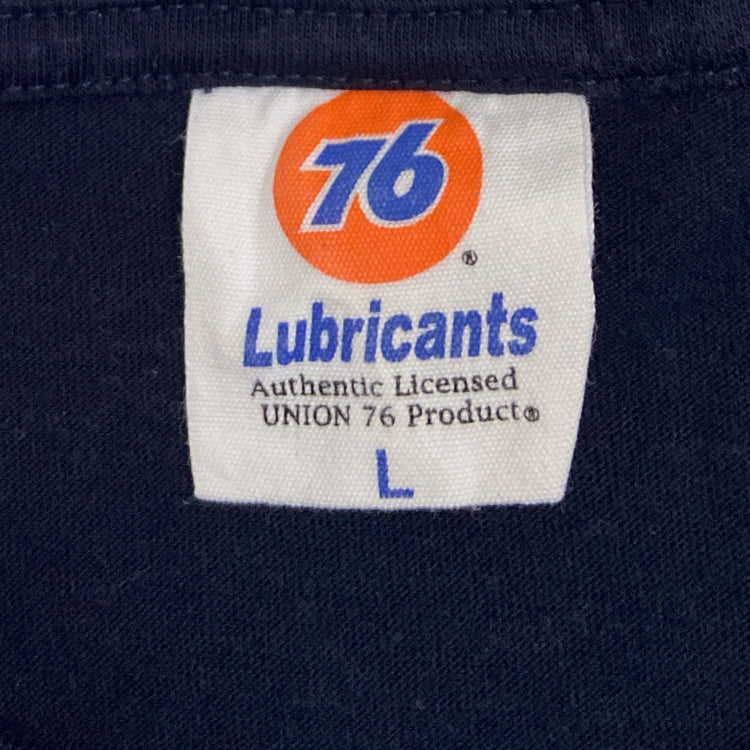 76
®
Lubricants
Authentic Licensed
UNION 76 Product®
L